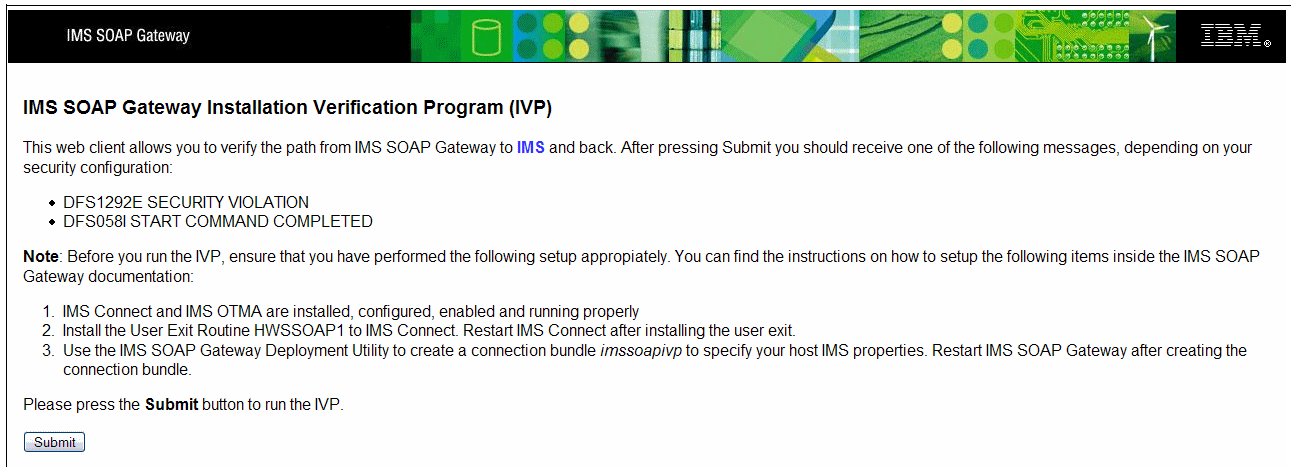 IMS SOAP Gateway
IBM®
IMS SOAP Gateway Installation Verification Program (IVP)
This web client allows you to verify the path from IMS SOAP Gateway to IMS and back. After pressing Submit you should receive one of the following messages, depending on your
security configuration:
• DFS1292E SECURITY VIOLATION
• DFS058I START COMMAND COMPLETED
Note: Before you run the IVP, ensure that you have performed the following setup appropiately. You can find the instructions on how to setup the following items inside the IMS SOAP
Gateway documentation:
1. IMS Connect and IMS OTMA are installed, configured, enabled and running properly
2. Install the User Exit Routine HWSSOAP1 to IMS Connect. Restart IMS Connect after installing the user exit.
3. Use the IMS SOAP Gateway Deployment Utility to create a connection bundle imssoapivp to specify your host IMS properties. Restart IMS SOAP Gateway after creating the
connection bundle.
Please press the Submit button to run the IVP.
Submit